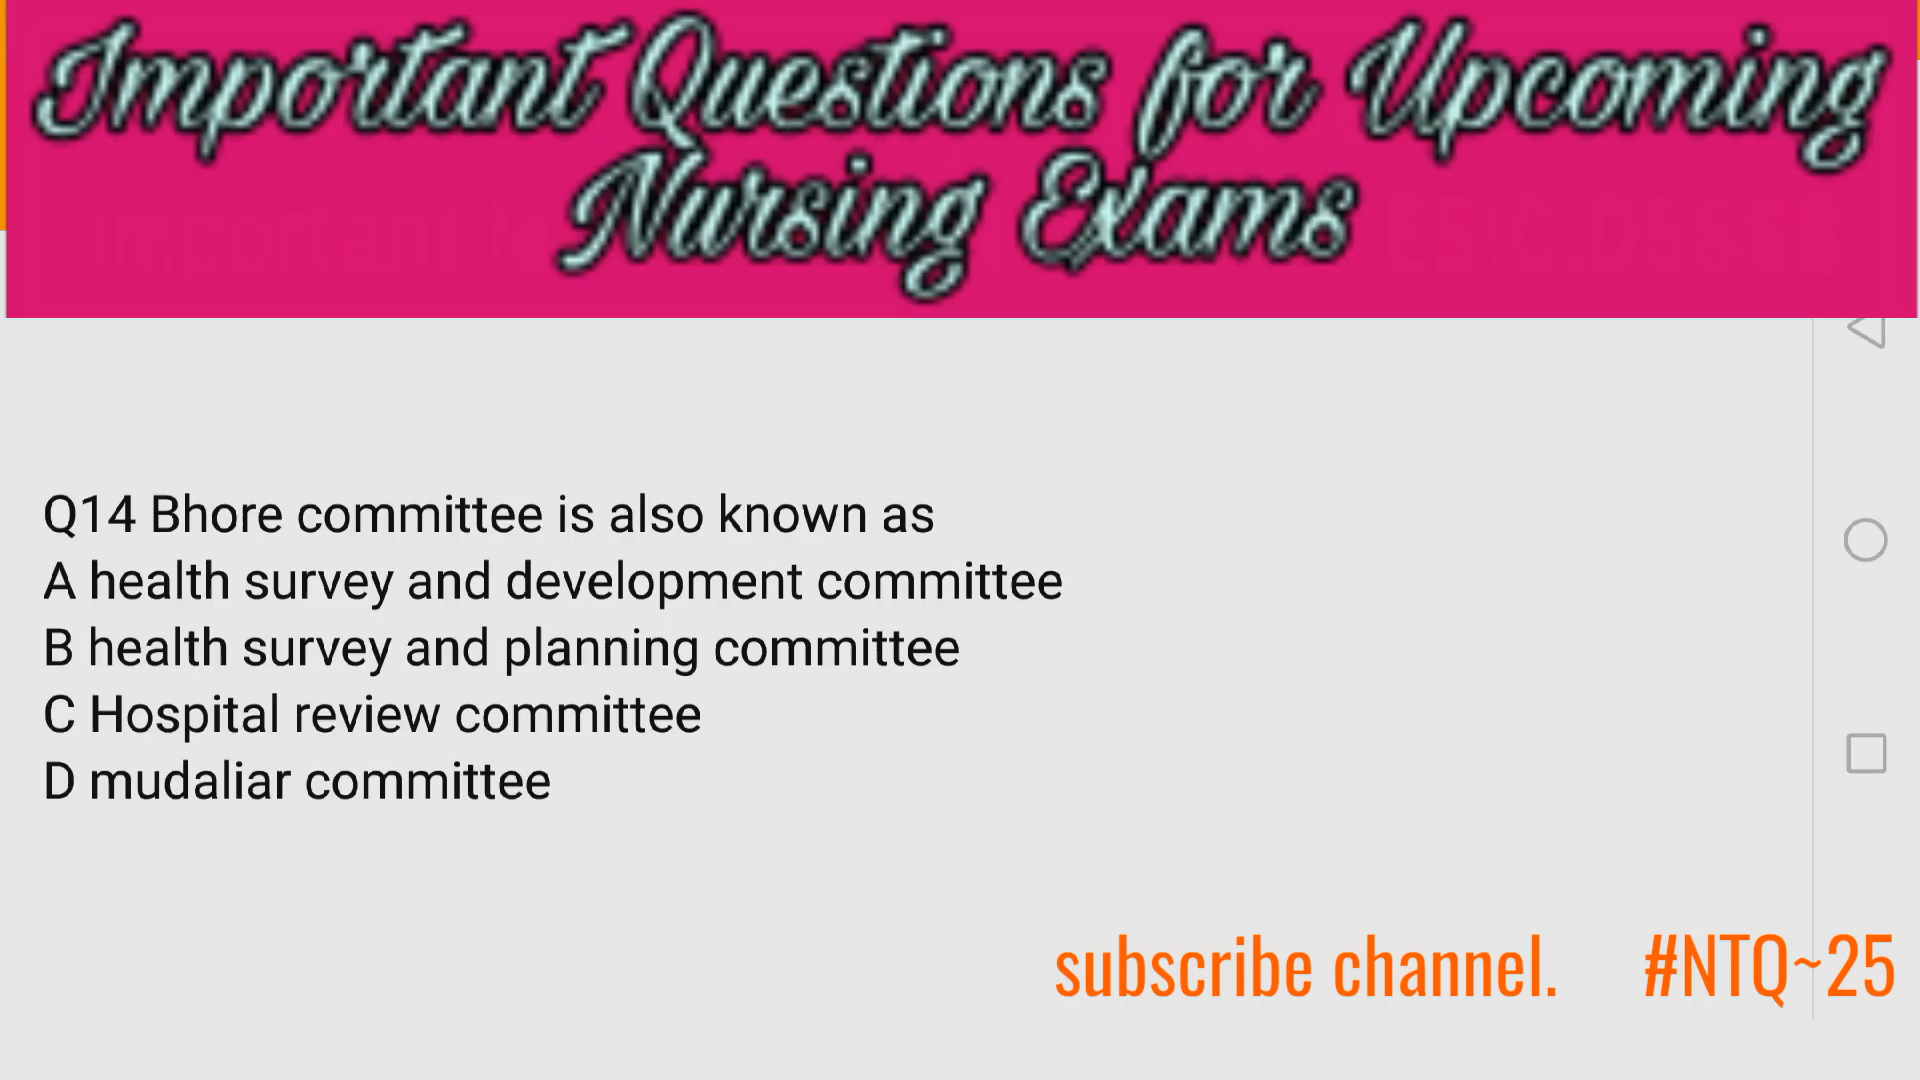 Important Questions for Upcoming
Nursing Exams
Q14 Bhore committee is also known as
A health survey and development committee
B health survey and planning committee
C Hospital review committee
D mudaliar committee
subscribe channel. #NTQ~25